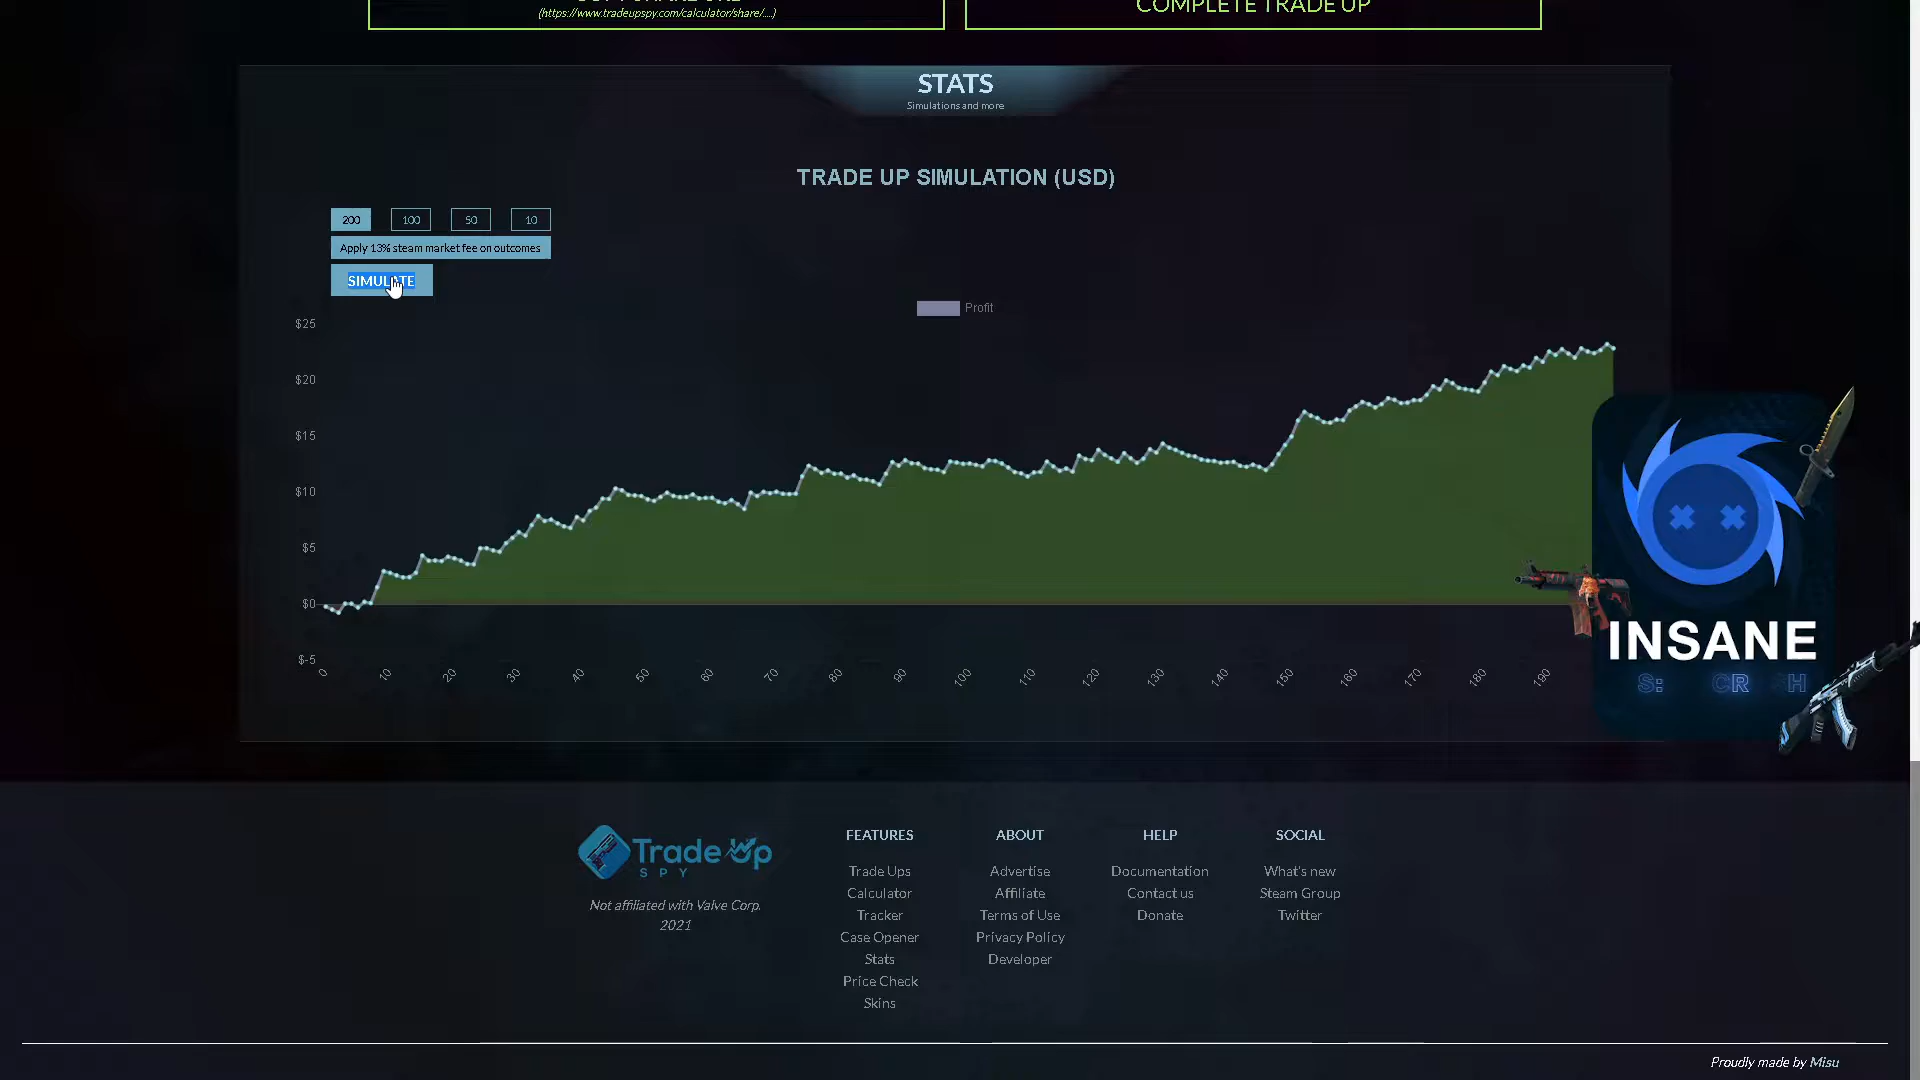 (https://www.tradeupspy.com/calculator/share/....)
COMPLETE TRADE UP
STATS
Simulations and more
TRADE UP SIMULATION (USD)
200 100 50 10
Apply 13% steam market fee on outcomes
SIMULATE
Profit
$25
$20
$15
$10
$5
$0
$-5
0 10 20 30 40 50 60 70 80 90 100 110 120 130 140 150 160 170 180 190
INSANE
Trade Up
SPY
Not affiliated with Valve Corp.
2021
FEATURES
Trade Ups
Calculator
Tracker
Case Opener
Stats
Price Check
Skins
ABOUT
Advertise
Affiliate
Terms of Use
Privacy Policy
Developer
HELP
Documentation
Contact us
Donate
SOCIAL
What's new
Steam Group
Twitter
Proudly made by Misu